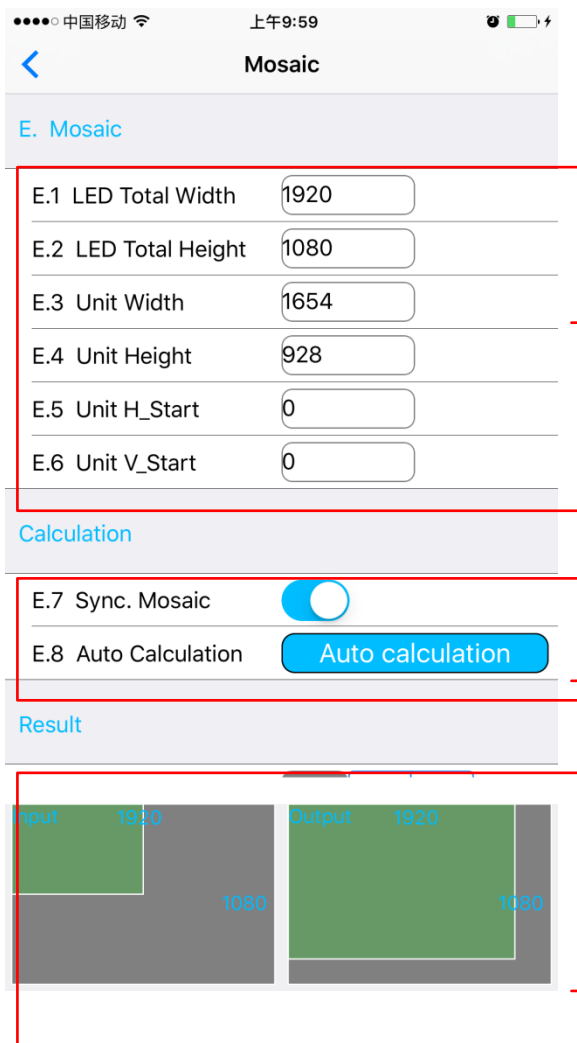 中国移动 上午9:59
Mosaic
E. Mosaic
E.1 LED Total Width 1920
E.2 LED Total Height 1080
E.3 Unit Width 1654
E.4 Unit Height 928
E.5 Unit H_Start 0
E.6 Unit V_Start 0
Calculation
E.7 Sync. Mosaic
E.8 Auto Calculation Auto calculation
Result
Input 1920 Output 1920
1080 1080